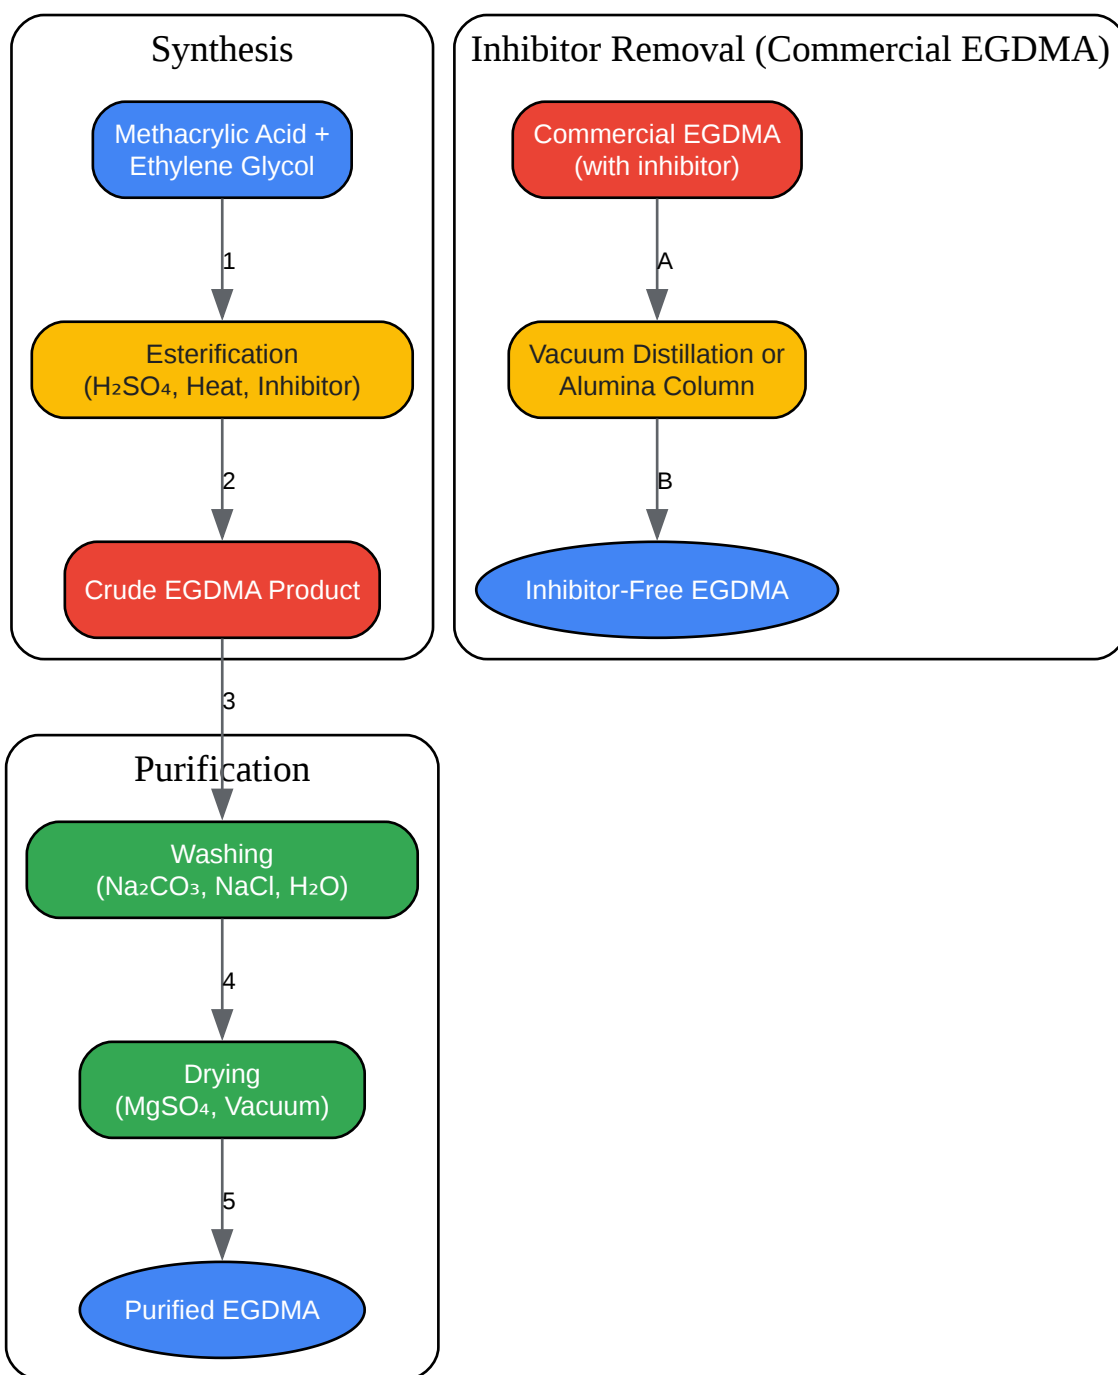 Synthesis
Methacrylic Acid +
Ethylene Glycol
1
Esterification
(H₂SO₄, Heat, Inhibitor)
2
Crude EGDMA Product
3
Purification
Washing
(Na₂CO₃, NaCl, H₂O)
4
Drying
(MgSO₄, Vacuum)
5
Purified EGDMA
Inhibitor Removal (Commercial EGDMA)
Commercial EGDMA
(with inhibitor)
A
Vacuum Distillation or
Alumina Column
B
Inhibitor-Free EGDMA